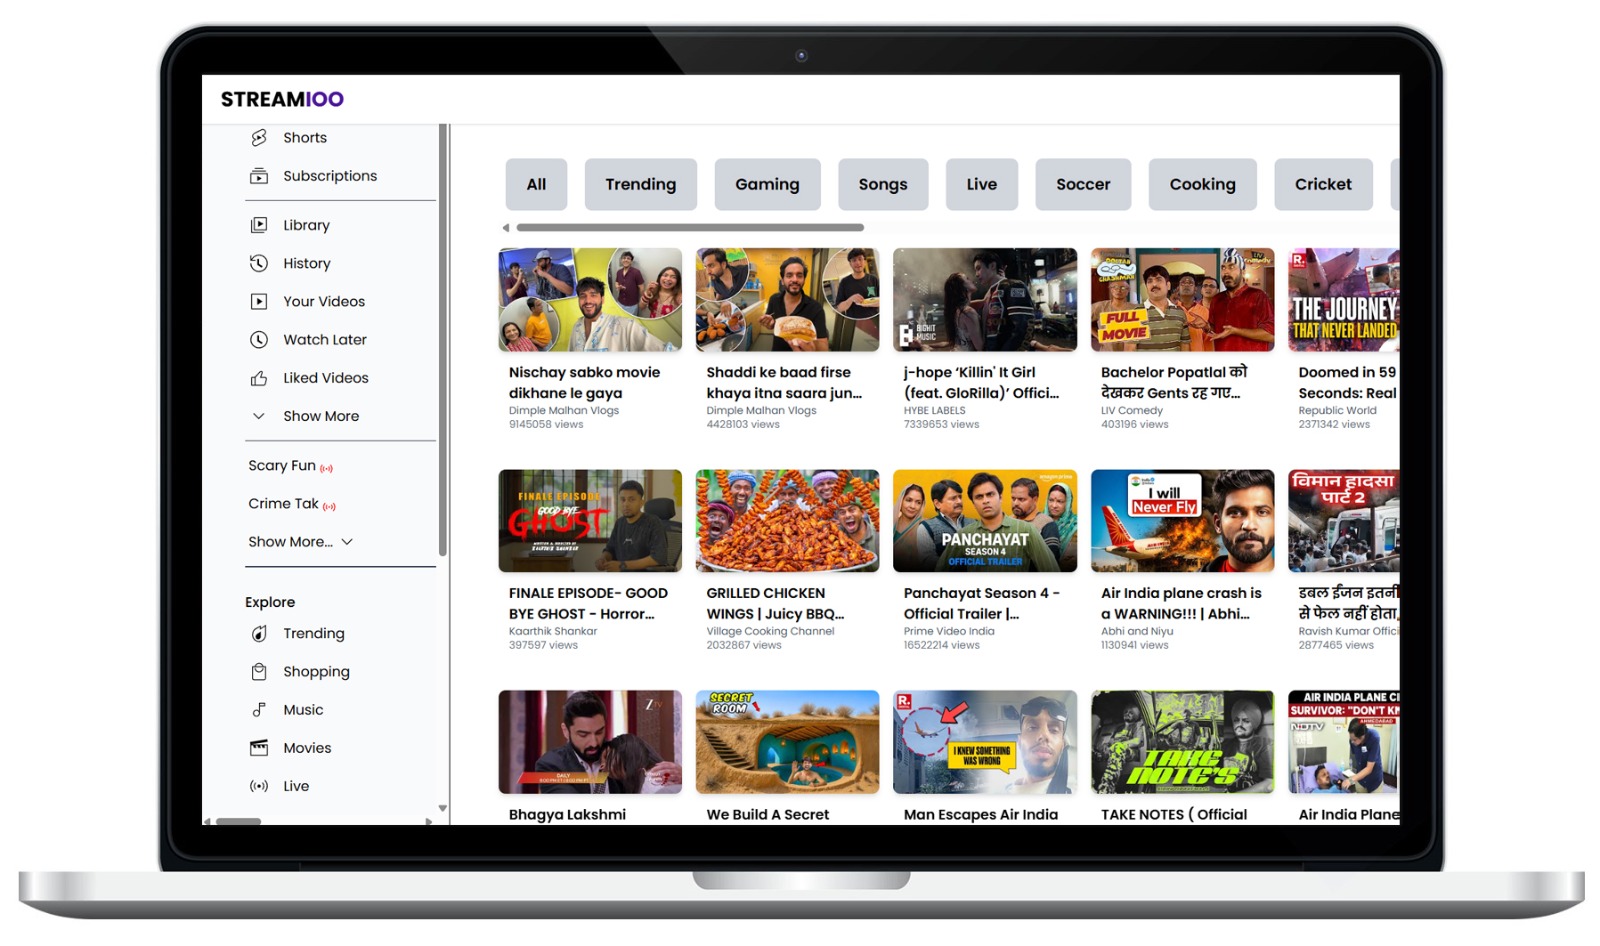 STREAMIOO
Shorts
Subscriptions
Library
History
Your Videos
Watch Later
Liked Videos
Show More
Scary Fun
Crime Tak
Show More...
Explore
Trending
Shopping
Music
Movies
Live
All
Trending
Gaming
Songs
Live
Soccer
Cooking
Cricket
BIGHIT
MUSIC
LIV
Comedy
FULL
MOVIE
R.
THE JOURNEY
THAT NEVER LANDED
Nischay sabko movie
dikhane le gaya
Dimple Malhan Vlogs
9145058 views
Shaddi ke baad firse
khaya itna saara jun...
Dimple Malhan Vlogs
4428103 views
j-hope ‘Killin' It Girl
(feat. GloRilla)’ Offici...
HYBE LABELS
7339653 views
Bachelor Popatlal को
देखकर Gents रह गए...
LIV Comedy
403196 views
Doomed in 59
Seconds: Real
Republic World
2371342 views
FINALE EPISODE
GOOD BYE
GHOST
PANCHAYAT
SEASON 4
OFFICIAL TRAILER
I will
Never Fly
विमान हादसा
पार्ट 2
FINALE EPISODE- GOOD
BYE GHOST - Horror...
Kaarthik Shankar
397597 views
GRILLED CHICKEN
WINGS | Juicy BBQ...
Village Cooking Channel
2032867 views
Panchayat Season 4 -
Official Trailer |...
Prime Video India
16522214 views
Air India plane crash is
a WARNING!!! | Abhi...
Abhi and Niyu
1130941 views
डबल ईंजन इतनी
से फेल नहीं होता,
Ravish Kumar Offici
2877465 views
DAILY
SECRET
ROOM
R.
I KNEW SOMETHING
WAS WRONG
TAKE
NOTE'S
AIR INDIA PLANE C
SURVIVOR: "DON'T K
AHMEDABAD
NDTV
Bhagya Lakshmi
We Build A Secret
Man Escapes Air India
TAKE NOTES ( Official
Air India Plane